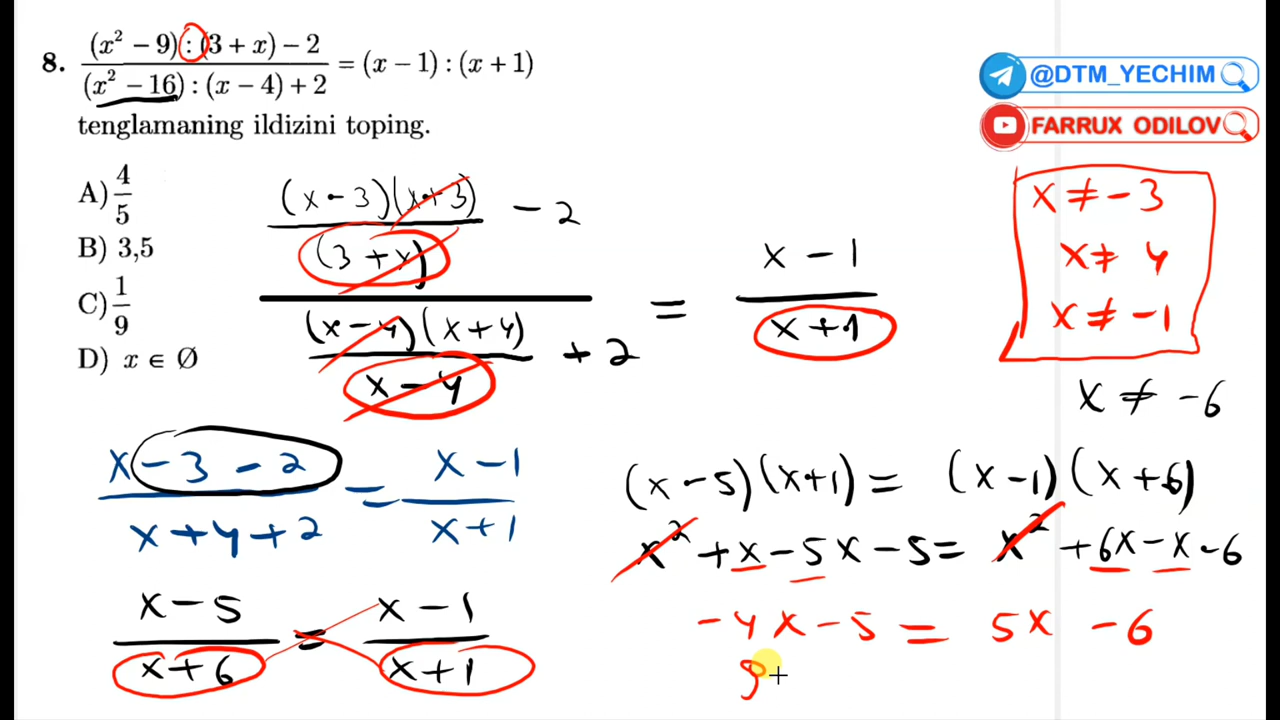 8. ((x² − 9) : (3 + x) − 2) / ((x² − 16) : (x − 4) + 2) = (x − 1) : (x + 1)
tenglamaning ildizini toping.
A) 4/5
B) 3,5
C) 1/9
D) x ∈ Ø
@DTM_YECHIM
FARRUX ODILOV
((x − 3)(x + 3) / (3 + x) − 2) / ((x − 4)(x + 4) / (x − 4) + 2) = (x − 1) / (x + 1)
x ≠ −3
x ≠ 4
x ≠ −1
x ≠ −6
(x − 3 − 2) / (x + 4 + 2) = (x − 1) / (x + 1)
(x − 5) / (x + 6) = (x − 1) / (x + 1)
(x − 5)(x + 1) = (x − 1)(x + 6)
x² + x − 5x − 5 = x² + 6x − x − 6
−4x − 5 = 5x − 6
9